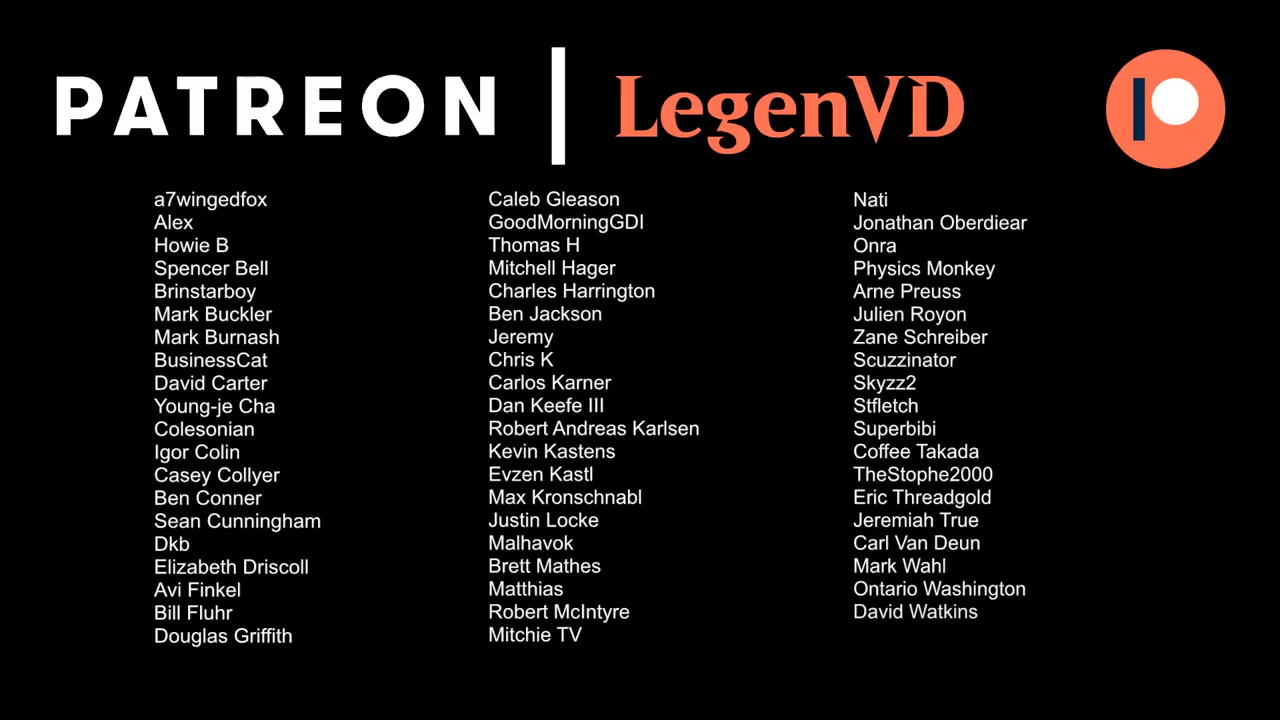 PATREON | LegenVD
a7wingedfox
Alex
Howie B
Spencer Bell
Brinstarboy
Mark Buckler
Mark Burnash
BusinessCat
David Carter
Young-je Cha
Colesonian
Igor Colin
Casey Collyer
Ben Conner
Sean Cunningham
Dkb
Elizabeth Driscoll
Avi Finkel
Bill Fluhr
Douglas Griffith
Caleb Gleason
GoodMorningGDI
Thomas H
Mitchell Hager
Charles Harrington
Ben Jackson
Jeremy
Chris K
Carlos Karner
Dan Keefe III
Robert Andreas Karlsen
Kevin Kastens
Evzen Kastl
Max Kronschnabl
Justin Locke
Malhavok
Brett Mathes
Matthias
Robert McIntyre
Mitchie TV
Nati
Jonathan Oberdiear
Onra
Physics Monkey
Arne Preuss
Julien Royon
Zane Schreiber
Scuzzinator
Skyzz2
Stfletch
Superbibi
Coffee Takada
TheStophe2000
Eric Threadgold
Jeremiah True
Carl Van Deun
Mark Wahl
Ontario Washington
David Watkins